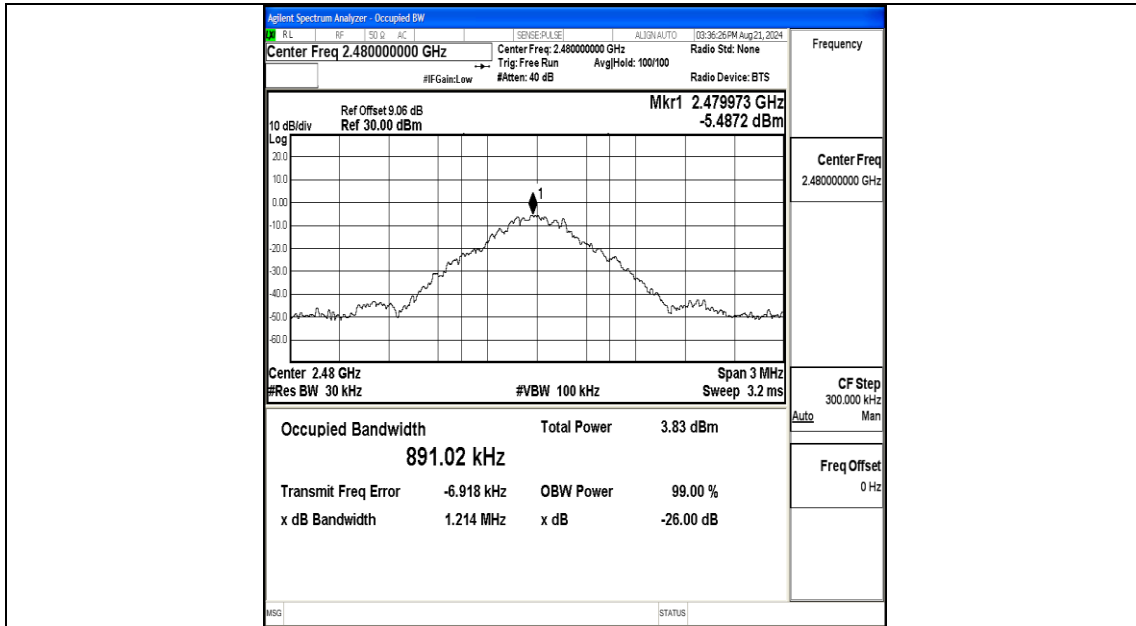 Agilent Spectrum Analyzer - Occupied BW
LXI RL RF 50 Ω AC SENSE:PULSE ALIGN AUTO 03:36:26 PM Aug 21, 2024
Center Freq 2.480000000 GHz
Center Freq: 2.480000000 GHz
Radio Std: None
Trig: Free Run Avg|Hold: 100/100
#IFGain:Low
#Atten: 40 dB
Radio Device: BTS
Mkr1 2.479973 GHz
-5.4872 dBm
Ref Offset 9.06 dB
10 dB/div Ref 30.00 dBm
Log
20.0
10.0
0.00
-10.0
-20.0
-30.0
-40.0
-50.0
-60.0
1
Center 2.48 GHz Span 3 MHz
#Res BW 30 kHz #VBW 100 kHz Sweep 3.2 ms
Occupied Bandwidth Total Power 3.83 dBm
891.02 kHz
Transmit Freq Error -6.918 kHz OBW Power 99.00 %
x dB Bandwidth 1.214 MHz x dB -26.00 dB
MSG STATUS
Frequency
Center Freq
2.480000000 GHz
CF Step
300.000 kHz
Auto Man
Freq Offset
0 Hz